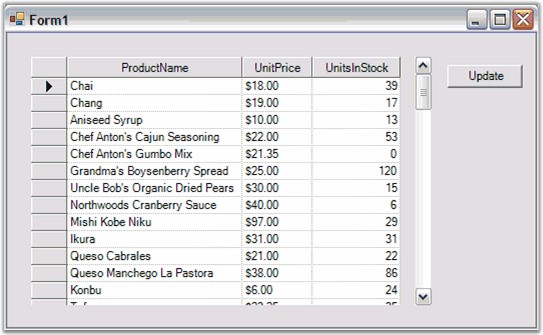 Form1
ProductName UnitPrice UnitsInStock
Update
Chai $18.00 39
Chang $19.00 17
Aniseed Syrup $10.00 13
Chef Anton's Cajun Seasoning $22.00 53
Chef Anton's Gumbo Mix $21.35 0
Grandma's Boysenberry Spread $25.00 120
Uncle Bob's Organic Dried Pears $30.00 15
Northwoods Cranberry Sauce $40.00 6
Mishi Kobe Niku $97.00 29
Ikura $31.00 31
Queso Cabrales $21.00 22
Queso Manchego La Pastora $38.00 86
Konbu $6.00 24